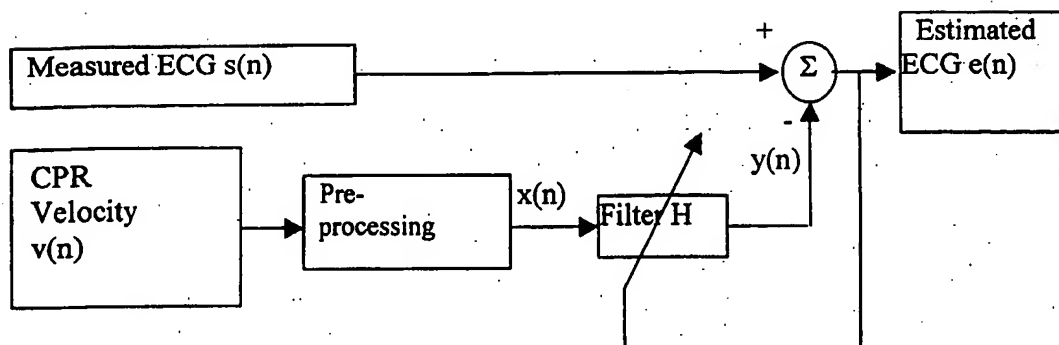 Measured ECG s(n)
+
Σ
Estimated
ECG e(n)
-
CPR
Velocity
v(n)
Pre-
processing
x(n)
Filter H
y(n)